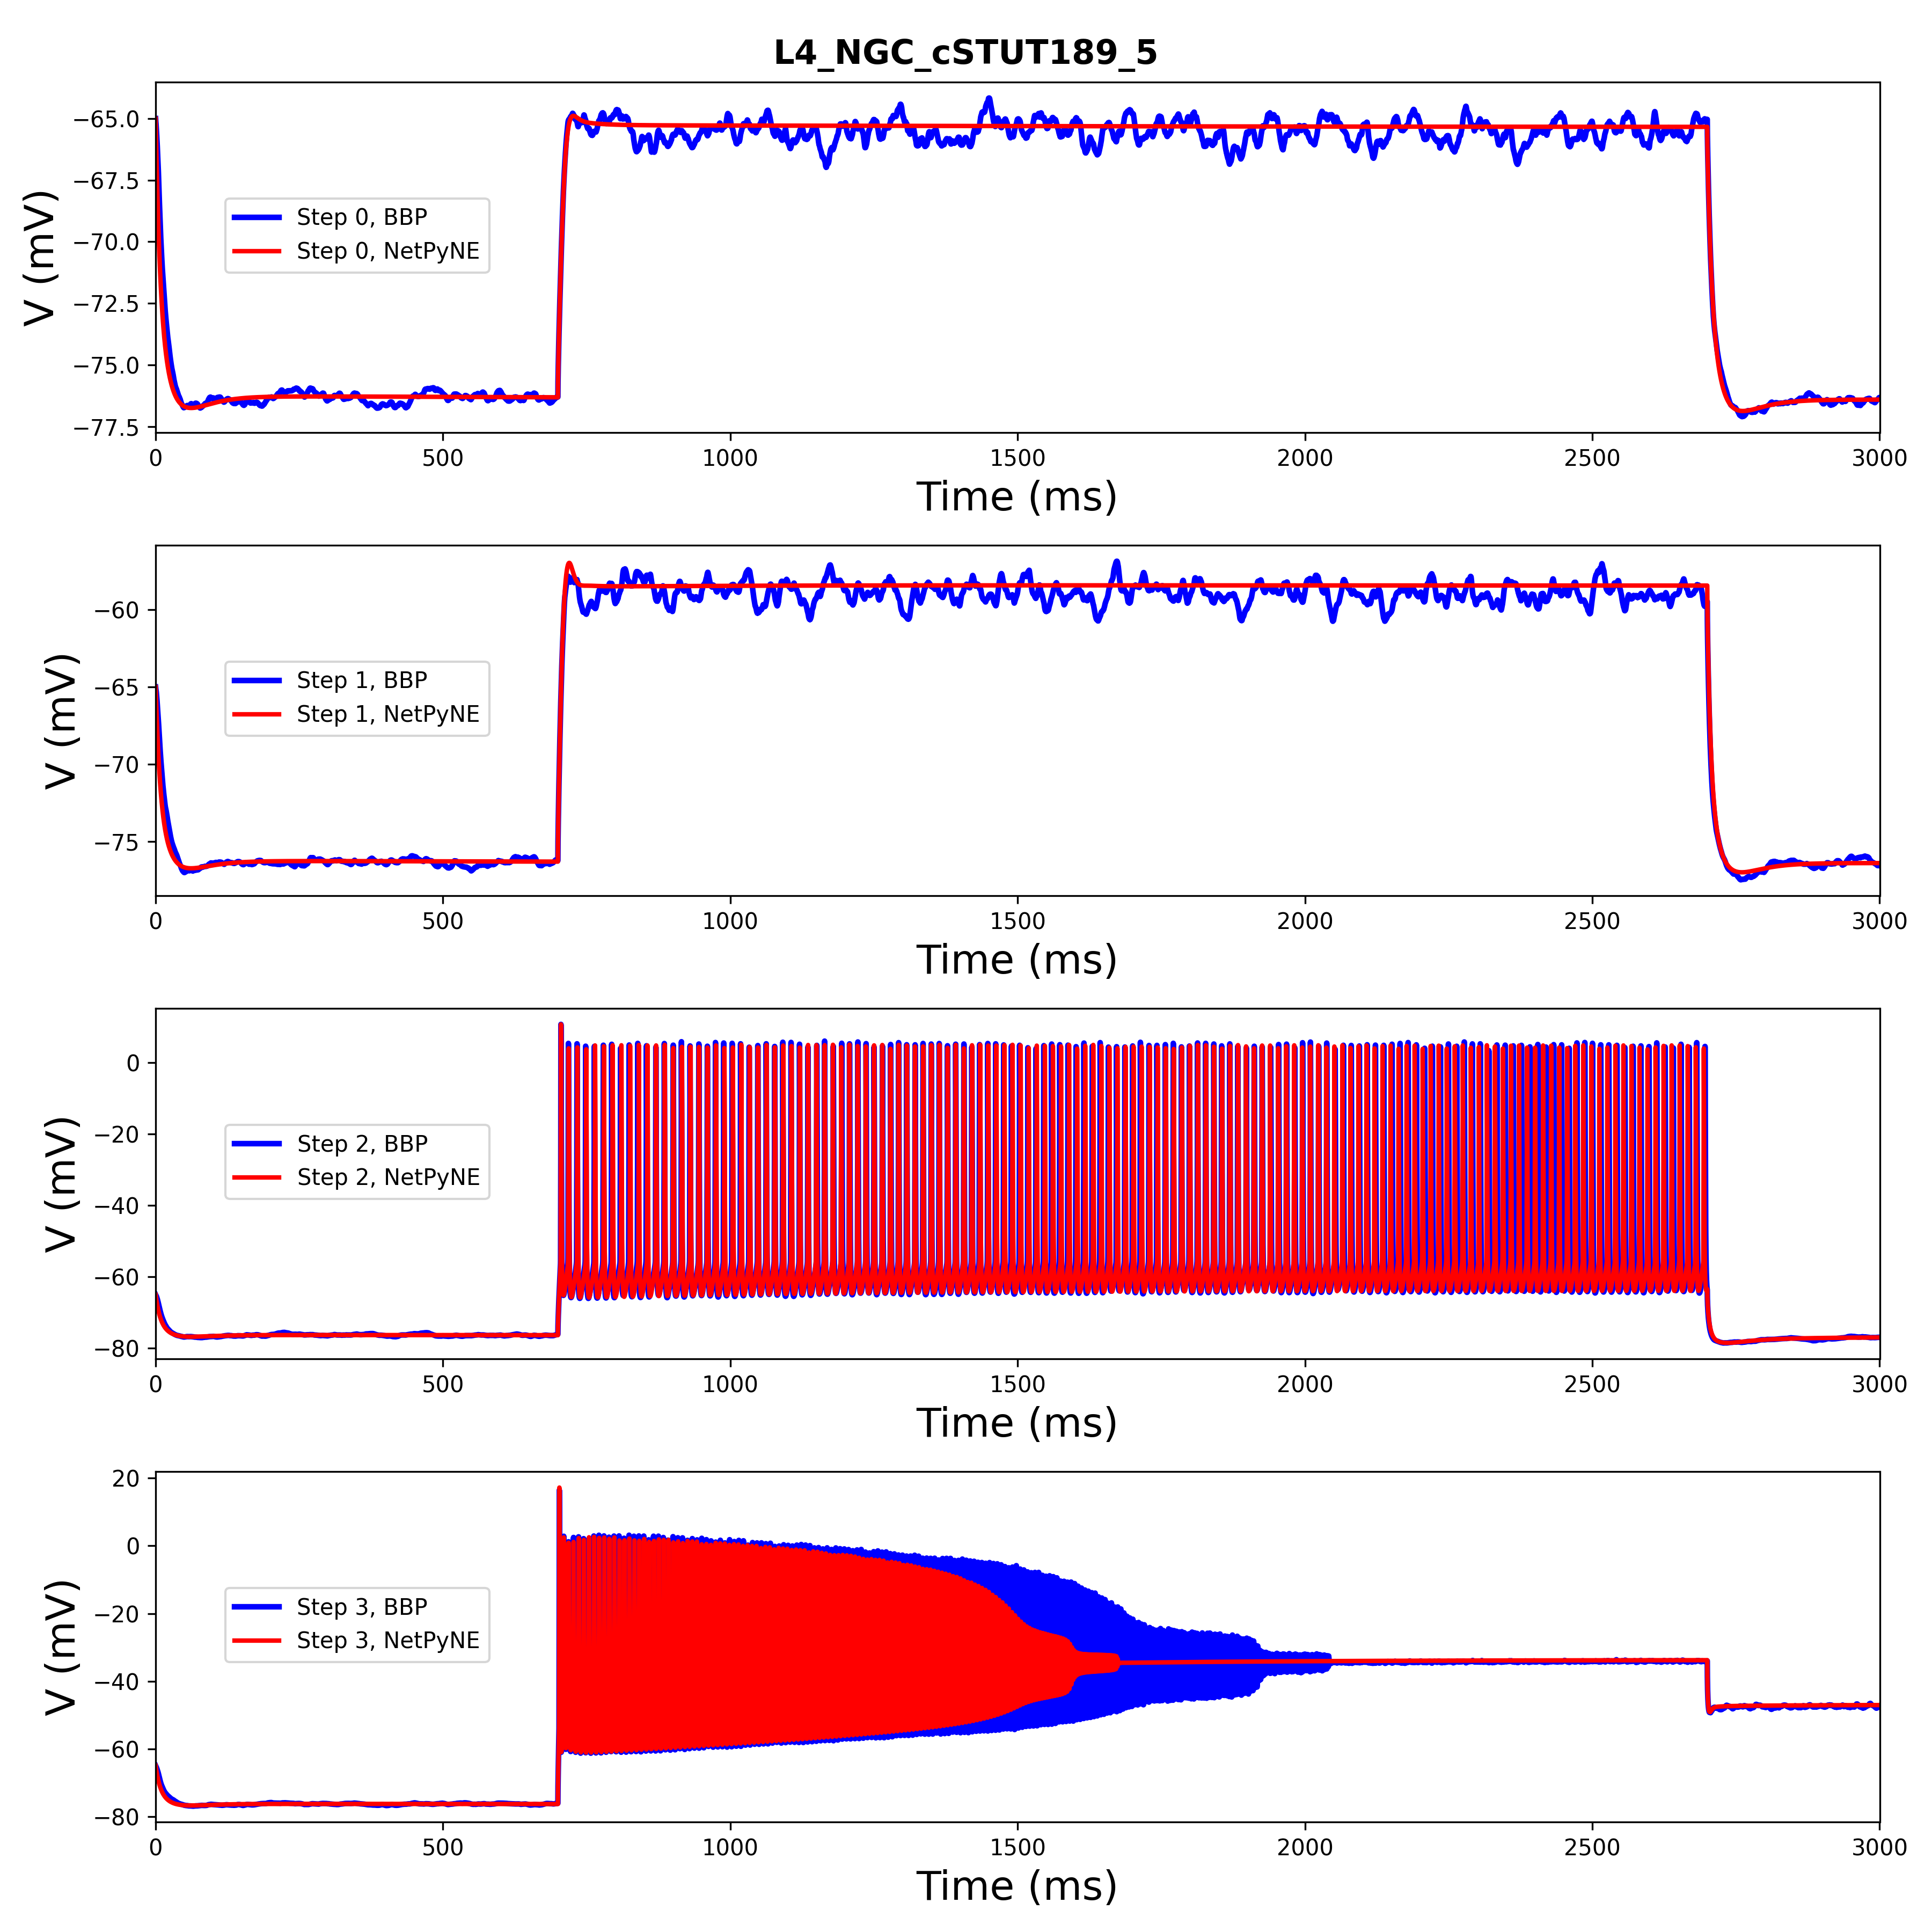 L4_NGC_cSTUT189_5
V (mV)
−65.0
−67.5
−70.0
−72.5
−75.0
−77.5
Step 0, BBP
Step 0, NetPyNE
0 500 1000 1500 2000 2500 3000
Time (ms)
V (mV)
−60
−65
−70
−75
Step 1, BBP
Step 1, NetPyNE
0 500 1000 1500 2000 2500 3000
Time (ms)
V (mV)
0
−20
−40
−60
−80
Step 2, BBP
Step 2, NetPyNE
0 500 1000 1500 2000 2500 3000
Time (ms)
V (mV)
20
0
−20
−40
−60
−80
Step 3, BBP
Step 3, NetPyNE
0 500 1000 1500 2000 2500 3000
Time (ms)